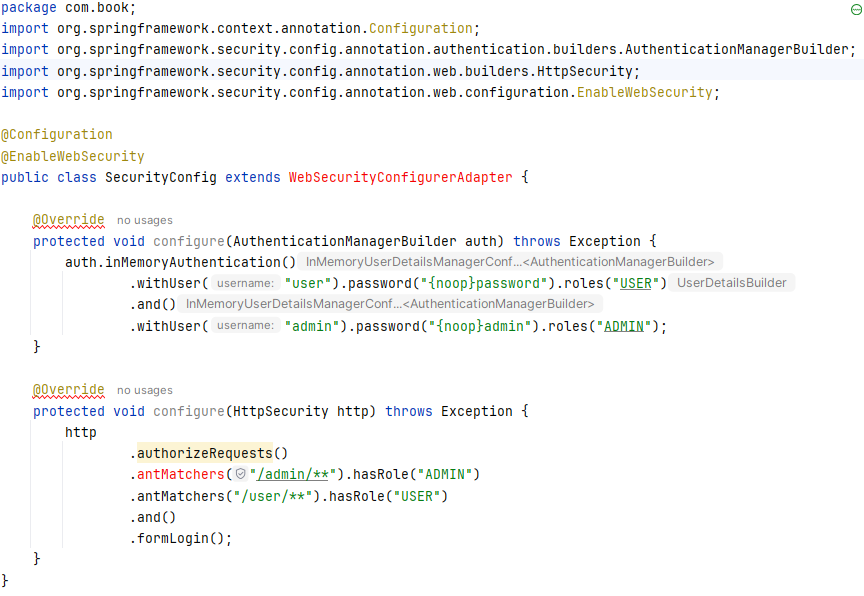 package com.book;
import org.springframework.context.annotation.Configuration;
import org.springframework.security.config.annotation.authentication.builders.AuthenticationManagerBuilder;
import org.springframework.security.config.annotation.web.builders.HttpSecurity;
import org.springframework.security.config.annotation.web.configuration.EnableWebSecurity;

@Configuration
@EnableWebSecurity
public class SecurityConfig extends WebSecurityConfigurerAdapter {

    @Override no usages
    protected void configure(AuthenticationManagerBuilder auth) throws Exception {
        auth.inMemoryAuthentication() InMemoryUserDetailsManagerConf...<AuthenticationManagerBuilder>
                .withUser( username: "user").password("{noop}password").roles("USER") UserDetailsBuilder
                .and() InMemoryUserDetailsManagerConf...<AuthenticationManagerBuilder>
                .withUser( username: "admin").password("{noop}admin").roles("ADMIN");
    }

    @Override no usages
    protected void configure(HttpSecurity http) throws Exception {
        http
                .authorizeRequests()
                .antMatchers("/admin/**").hasRole("ADMIN")
                .antMatchers("/user/**").hasRole("USER")
                .and()
                .formLogin();
    }
}